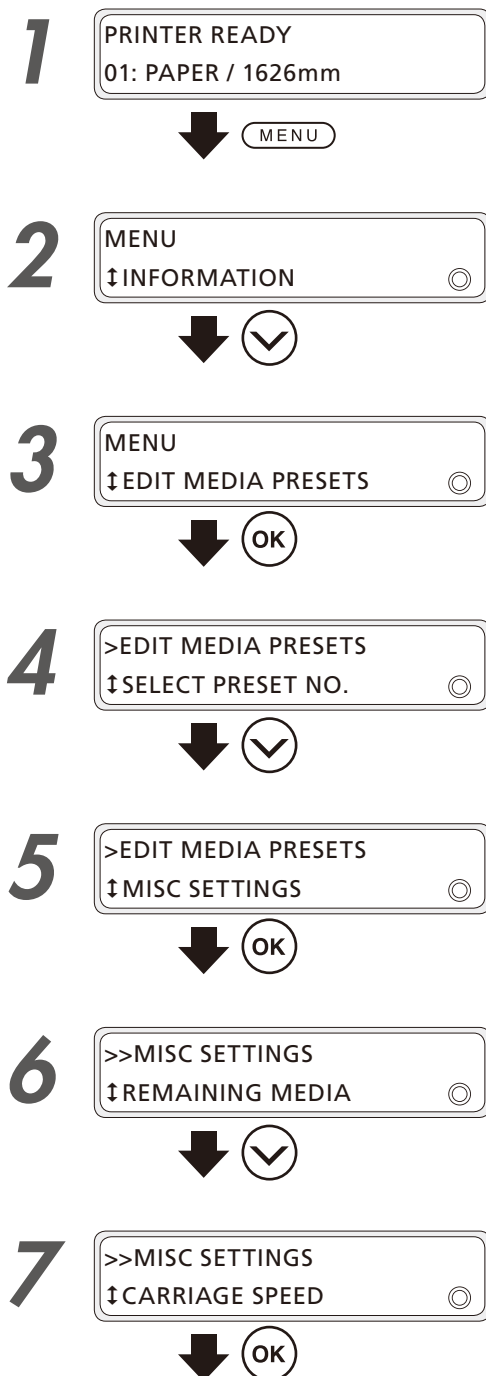 1
PRINTER READY
01: PAPER / 1626mm
MENU
2
MENU
↕INFORMATION ◎
3
MENU
↕EDIT MEDIA PRESETS ◎
OK
4
>EDIT MEDIA PRESETS
↕SELECT PRESET NO. ◎
5
>EDIT MEDIA PRESETS
↕MISC SETTINGS ◎
OK
6
>>MISC SETTINGS
↕REMAINING MEDIA ◎
7
>>MISC SETTINGS
↕CARRIAGE SPEED ◎
OK